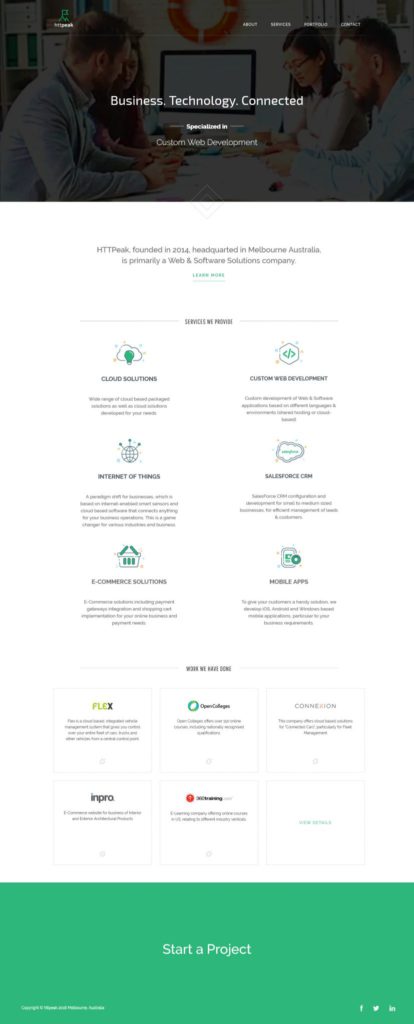 httpeak
ABOUT SERVICES PORTFOLIO CONTACT
Business. Technology. Connected
Specialized in
Custom Web Development
HTTPeak, founded in 2014, headquarted in Melbourne Australia,
is primarily a Web & Software Solutions company.
LEARN MORE
SERVICES WE PROVIDE
CLOUD SOLUTIONS
Wide range of cloud based packaged
solutions as well as cloud solutions
developed for your needs
CUSTOM WEB DEVELOPMENT
Custom development of Web & Software
applications based on different languages &
environments (shared hosting or cloud-
based)
INTERNET OF THINGS
A paradigm shift for businesses, which is
based on internet-enabled smart sensors and
cloud based software that connects anything
for your business operations. This is a game
changer for various industries and business
salesforce
SALESFORCE CRM
SalesForce CRM configuration and
development for small to medium sized
businesses, for efficient management of leads
& customers.
E-COMMERCE SOLUTIONS
E-Commerce solutions including payment
gateways integration and shopping cart
implementation for your online business and
payment needs
MOBILE APPS
To give your customers a handy solution, we
develop iOS, Android and Windows based
mobile applications, particular to your
business requirements
WORK WE HAVE DONE
FLEX
Flex is a cloud based, integrated vehicle
management system that gives you control
over your entire fleet of cars, trucks and
other vehicles from a central control point
OpenColleges
Open Colleges offers over 150 online
courses, including nationally recognised
qualifications.
CONNEXION
This company offers cloud based solutions
for "Connected Cars", particularly for Fleet
Management.
inpro.
E-Commerce website for business of Interior
and Exterior Architectural Products
360training.com
E-Learning company offering online courses
in US, relating to different industry verticals.
VIEW DETAILS
Start a Project
Copyright © httpeak 2018 Melbourne, Australia